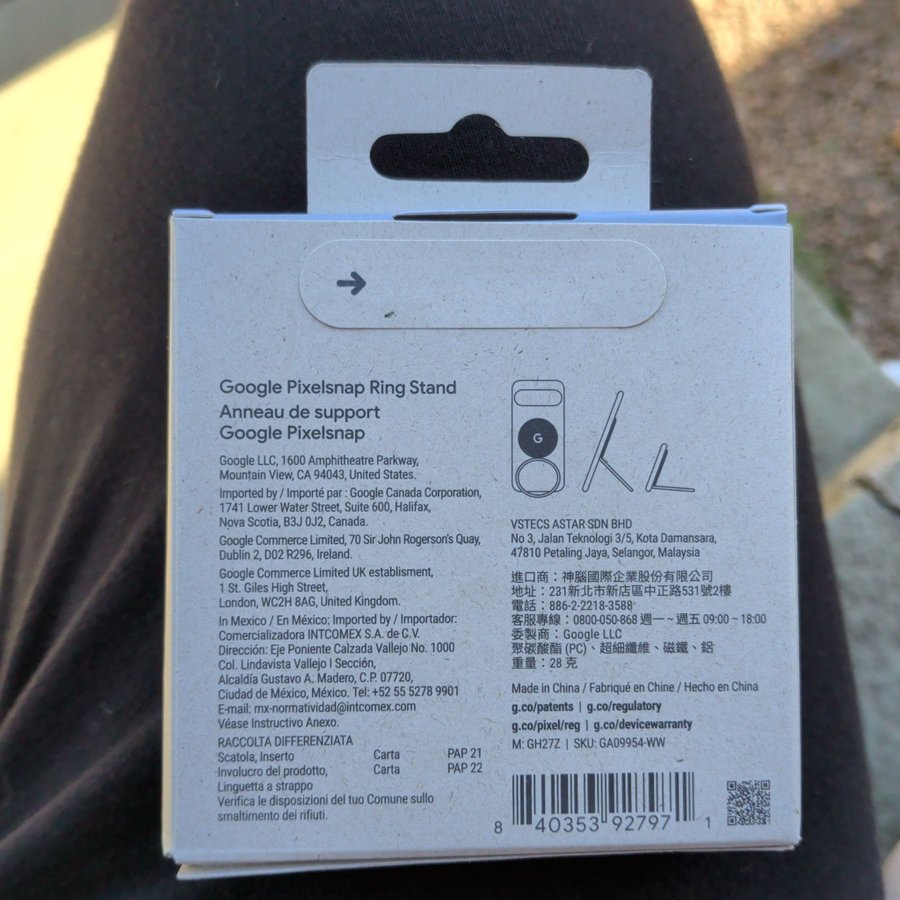 Google Pixelsnap Ring Stand
Anneau de support
Google Pixelsnap
Google LLC, 1600 Amphitheatre Parkway,
Mountain View, CA 94043, United States.
Imported by / Importé par : Google Canada Corporation,
1741 Lower Water Street, Suite 600, Halifax,
Nova Scotia, B3J 0J2, Canada.
Google Commerce Limited, 70 Sir John Rogerson's Quay,
Dublin 2, D02 R296, Ireland.
Google Commerce Limited UK establisment,
1 St. Giles High Street,
London, WC2H 8AG, United Kingdom.
In Mexico / En México: Imported by / Importador:
Comercializadora INTCOMEX S.A. de C.V.
Dirección: Eje Poniente Calzada Vallejo No. 1000
Col. Lindavista Vallejo I Sección,
Alcaldía Gustavo A. Madero, C.P. 07720,
Ciudad de México, México. Tel: +52 55 5278 9901
E-mail: mx-normatividad@intcomex.com
Véase Instructivo Anexo.
RACCOLTA DIFFERENZIATA
Scatola, Inserto Carta PAP 21
Involucro del prodotto, Carta PAP 22
Linguetta a strappo
Verifica le disposizioni del tuo Comune sullo
smaltimento dei rifiuti.
G
VSTECS ASTAR SDN BHD
No 3, Jalan Teknologi 3/5, Kota Damansara,
47810 Petaling Jaya, Selangor, Malaysia
進口商：神腦國際企業股份有限公司
地址：231新北市新店區中正路531號2樓
電話：886-2-2218-3588
客服專線：0800-050-868 週一 ~ 週五 09:00 ~ 18:00
委製商：Google LLC
聚碳酸酯 (PC)、超細纖維、磁鐵、鋁
重量：28 克
Made in China / Fabriqué en Chine / Hecho en China
g.co/patents | g.co/regulatory
g.co/pixel/reg | g.co/devicewarranty
M: GH27Z | SKU: GA09954-WW
8 40353 92797 1